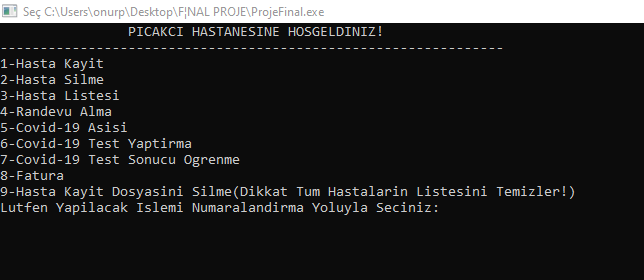 Seç C:\Users\onurp\Desktop\FİNAL PROJE\ProjeFinal.exe
PICAKCI HASTANESINE HOSGELDINIZ!
---------------------------------------------------------------
1-Hasta Kayit
2-Hasta Silme
3-Hasta Listesi
4-Randevu Alma
5-Covid-19 Asisi
6-Covid-19 Test Yaptirma
7-Covid-19 Test Sonucu Ogrenme
8-Fatura
9-Hasta Kayit Dosyasini Silme(Dikkat Tum Hastalarin Listesini Temizler!)
Lutfen Yapilacak Islemi Numaralandirma Yoluyla Seciniz: